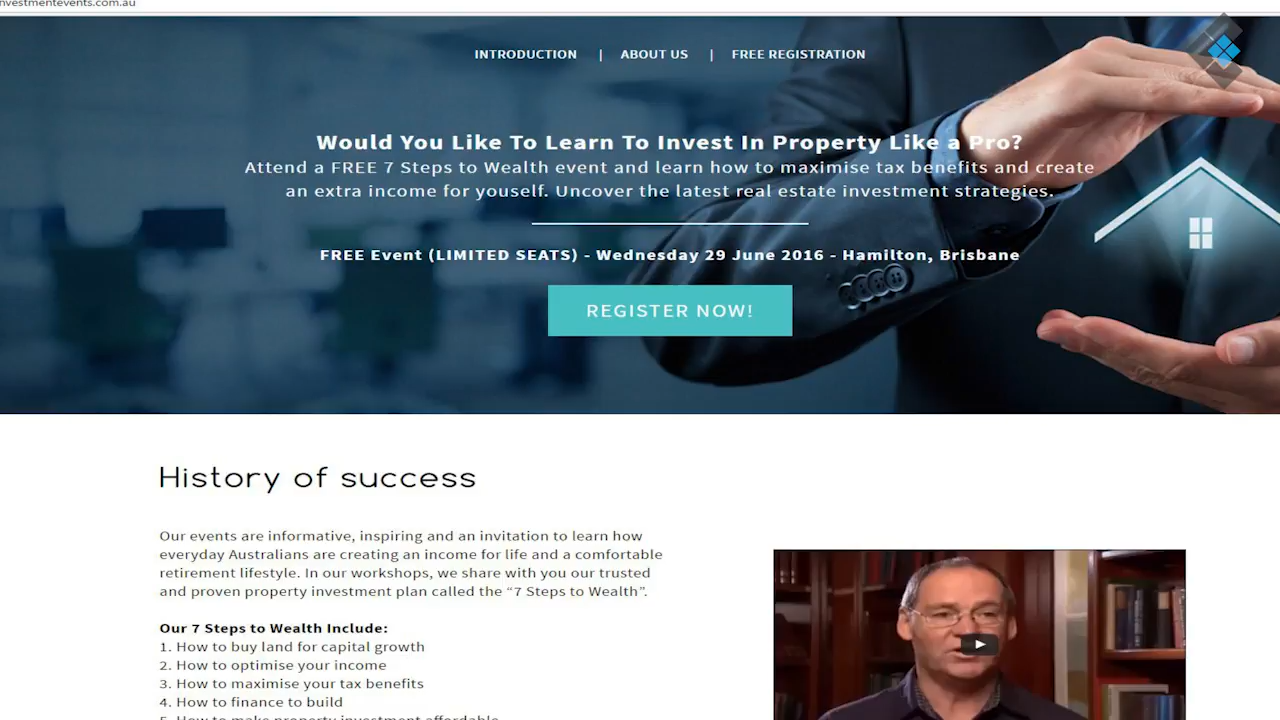 nvestmentevents.com.au
INTRODUCTION | ABOUT US | FREE REGISTRATION
Would You Like To Learn To Invest In Property Like a Pro?
Attend a FREE 7 Steps to Wealth event and learn how to maximise tax benefits and create
an extra income for youself. Uncover the latest real estate investment strategies.
FREE Event (LIMITED SEATS) - Wednesday 29 June 2016 - Hamilton, Brisbane
REGISTER NOW!
History of success
Our events are informative, inspiring and an invitation to learn how
everyday Australians are creating an income for life and a comfortable
retirement lifestyle. In our workshops, we share with you our trusted
and proven property investment plan called the “7 Steps to Wealth”.
Our 7 Steps to Wealth Include:
1. How to buy land for capital growth
2. How to optimise your income
3. How to maximise your tax benefits
4. How to finance to build
5. How to make property investment affordable